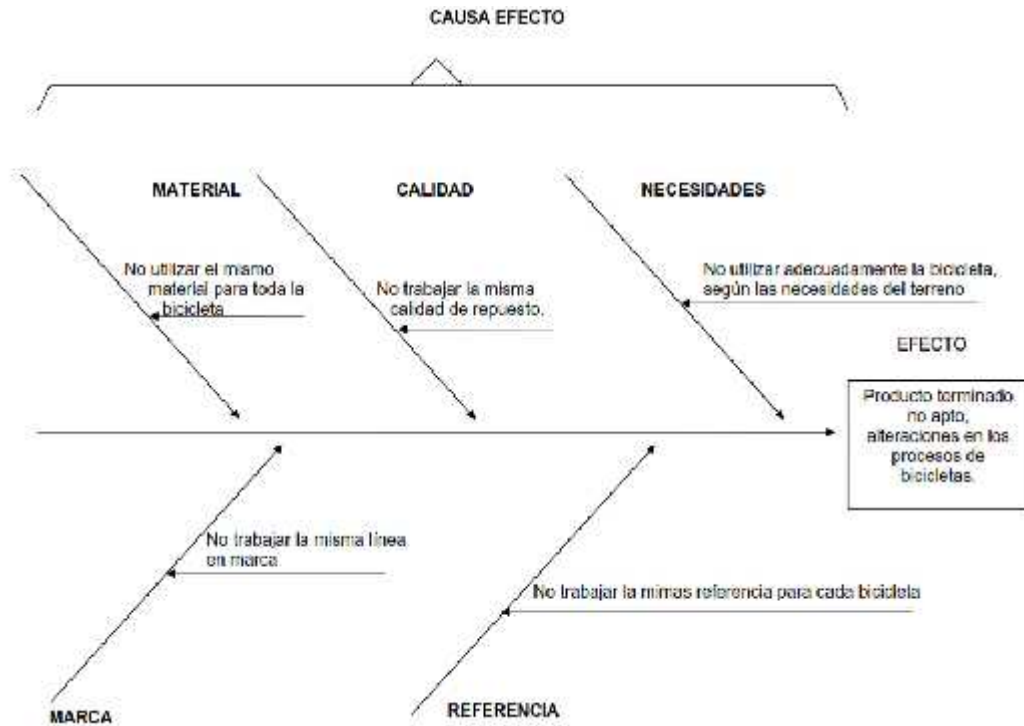 CAUSA EFECTO
MATERIAL
CALIDAD
NECESIDADES
No utilizar el mismo
material para toda la
bicicleta
No trabajar la misma
calidad de repuesto.
No utilizar adecuadamente la bicicleta,
según las necesidades del terreno
EFECTO
Producto terminado
no apto,
alteraciones en los
procesos de
bicicletas.
No trabajar la misma línea
en marca
No trabajar la mimas referencia para cada bicicleta
MARCA
REFERENCIA